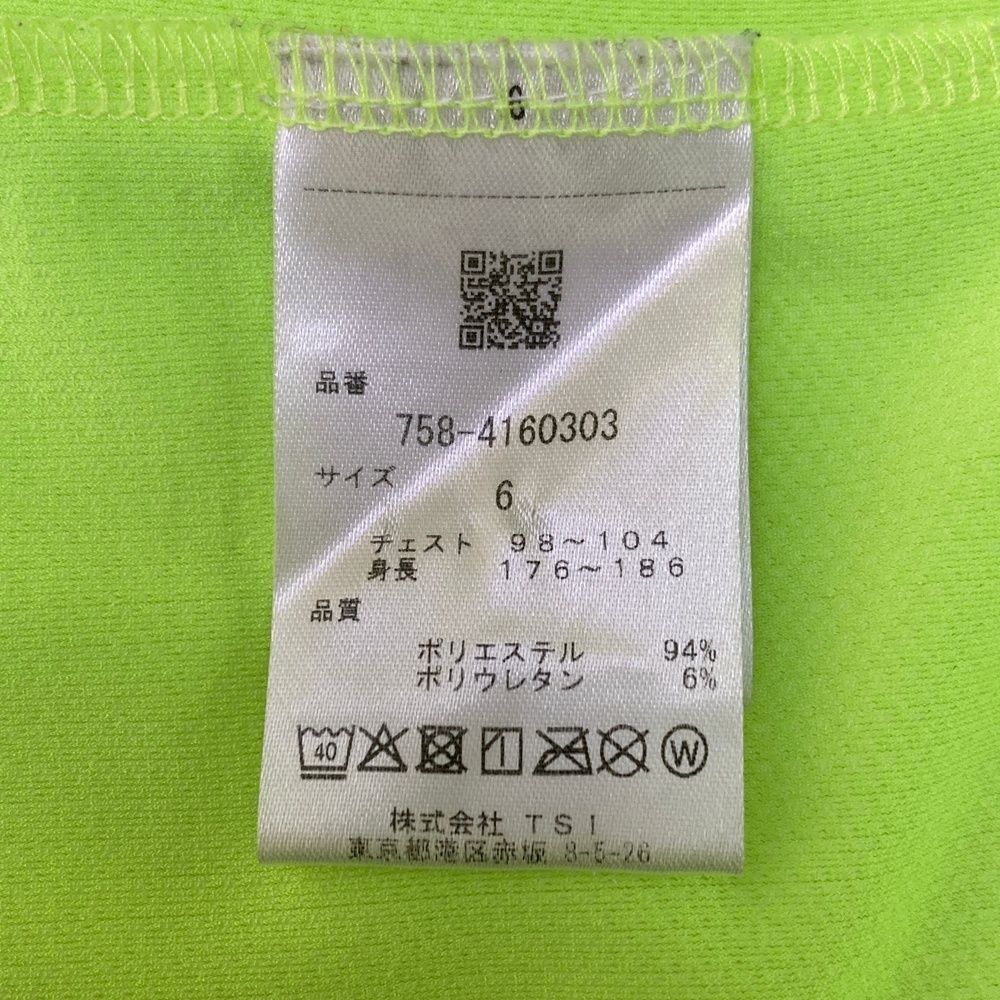 6
品番
758-4160303
サイズ
6
チェスト 98～104
身長 176～186
品質
ポリエステル 94%
ポリウレタン 6%
40 W
株式会社 TSI
東京都港区赤坂 8-5-26